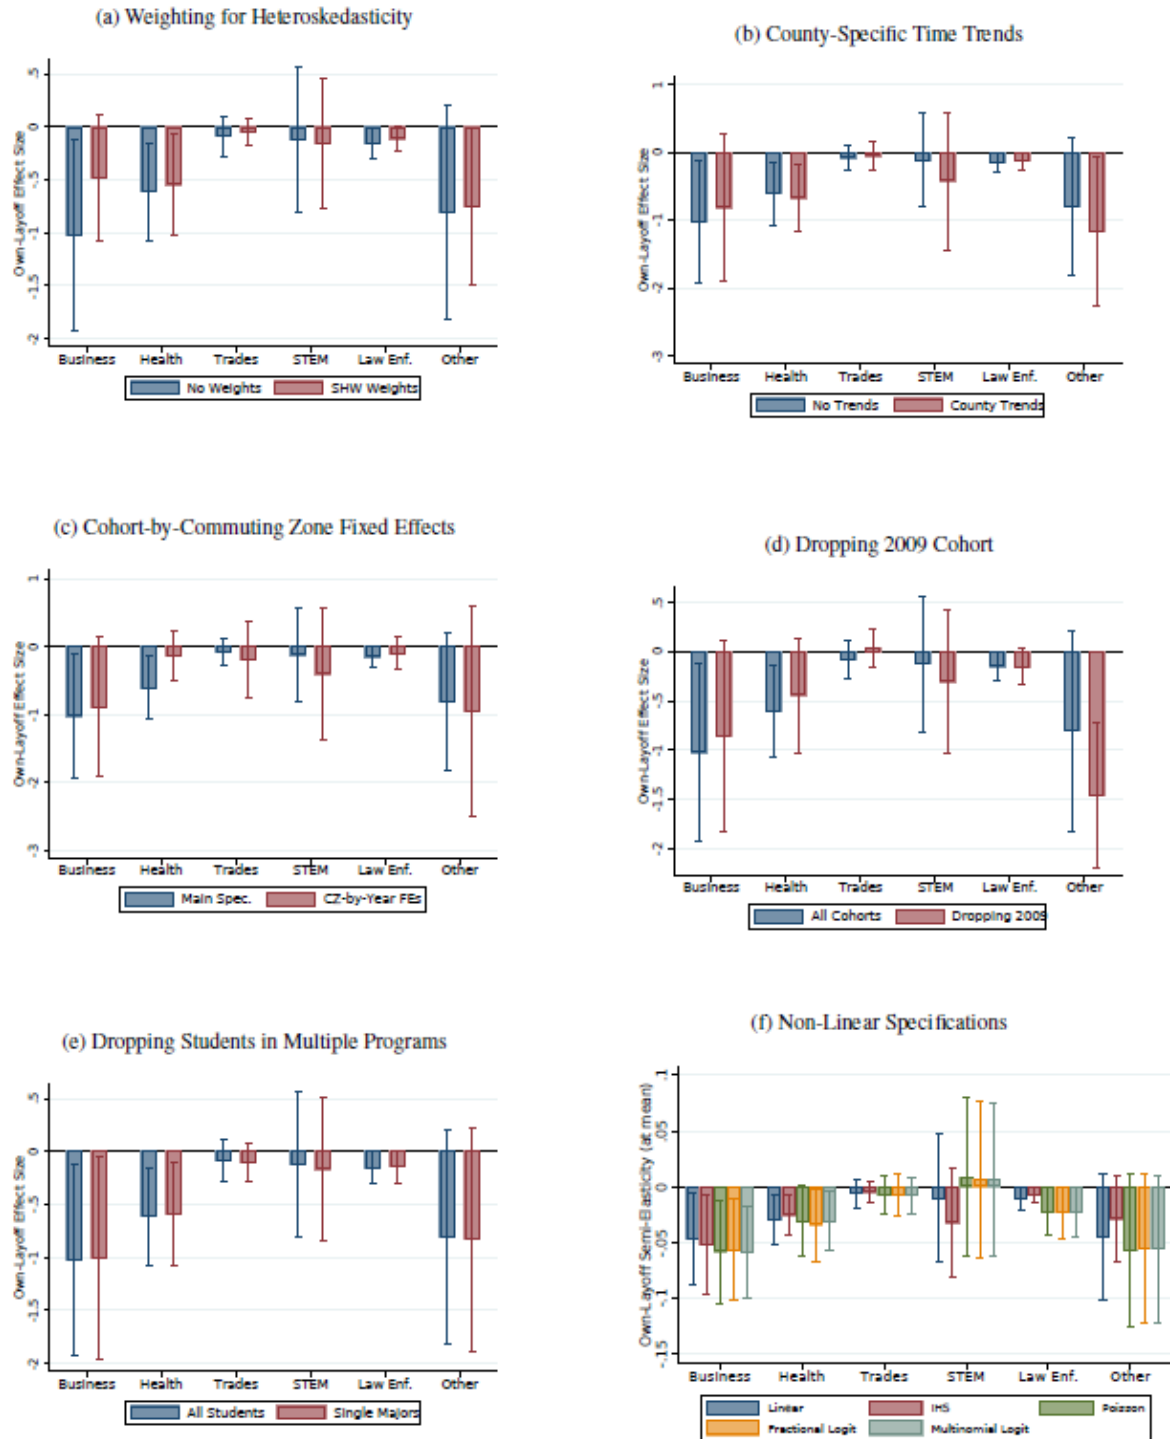 (a) Weighting for Heteroskedasticity
Own-Layoff Effect Size
.5
0
-.5
-1
-1.5
-2
Business Health Trades STEM Law Enf. Other
No Weights SHW Weights
(b) County-Specific Time Trends
Own-Layoff Effect Size
1
0
-1
-2
-3
Business Health Trades STEM Law Enf. Other
No Trends County Trends
(c) Cohort-by-Commuting Zone Fixed Effects
Own-Layoff Effect Size
1
0
-1
-2
-3
Business Health Trades STEM Law Enf. Other
Main Spec. CZ-by-Year FEs
(d) Dropping 2009 Cohort
Own-Layoff Effect Size
.5
0
-.5
-1
-1.5
-2
Business Health Trades STEM Law Enf. Other
All Cohorts Dropping 2009
(e) Dropping Students in Multiple Programs
Own-Layoff Effect Size
.5
0
-.5
-1
-1.5
-2
Business Health Trades STEM Law Enf. Other
All Students Single Majors
(f) Non-Linear Specifications
Own-Layoff Semi-Elasticity (at mean)
.1
.05
0
-.05
-.1
-.15
Business Health Trades STEM Law Enf. Other
Linear IHS Poisson
Fractional Logit Multinomial Logit